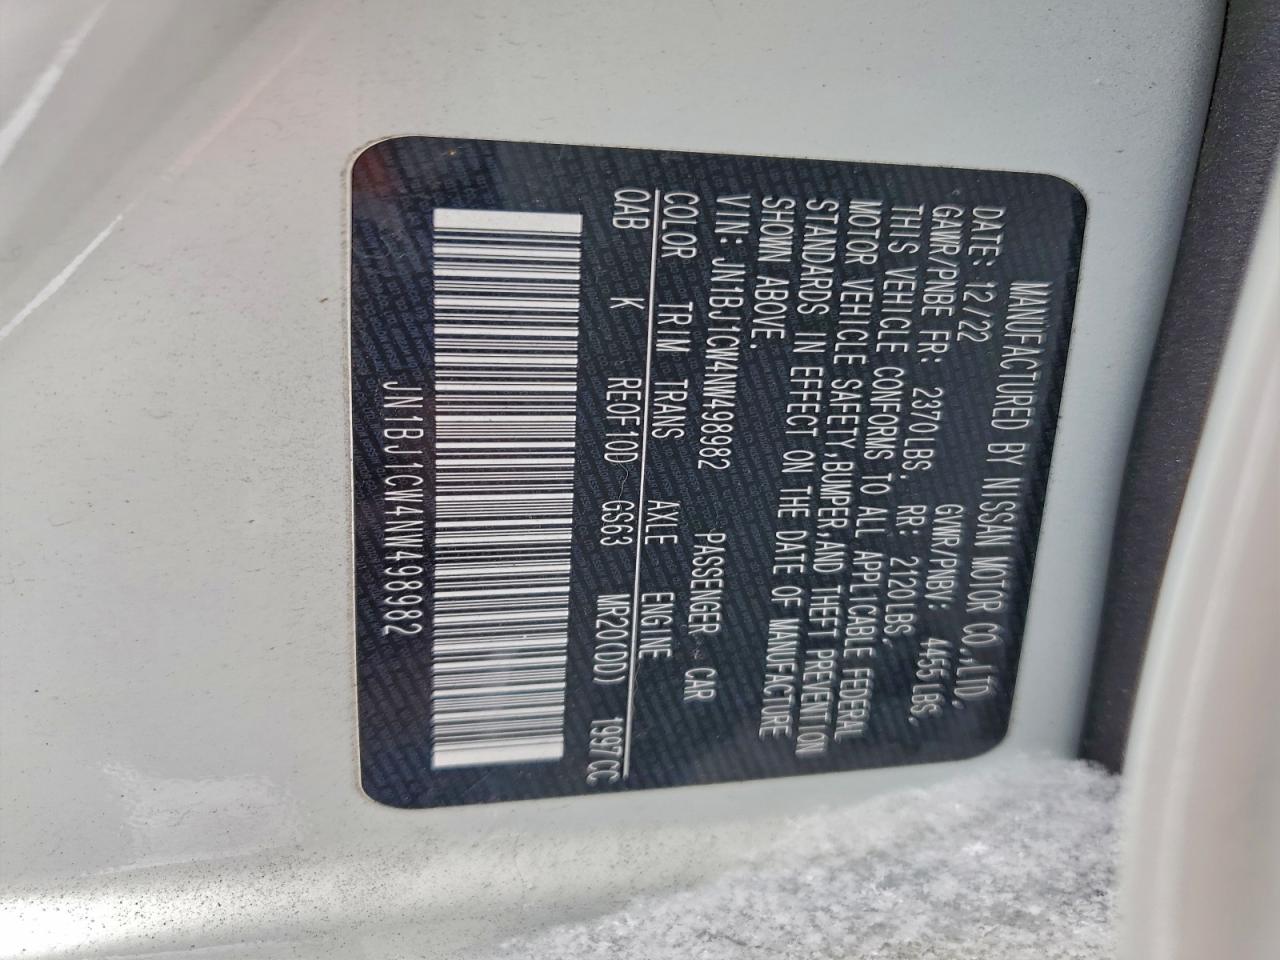 MANUFACTURED BY NISSAN MOTOR CO.,LTD.
DATE: 12/22 GVWR/PNBV: 4455 LBS.
GAWR/PNBE FR: 2370LBS. RR: 2120LBS.
THIS VEHICLE CONFORMS TO ALL APPLICABLE FEDERAL
MOTOR VEHICLE SAFETY,BUMPER,AND THEFT PREVENTION
STANDARDS IN EFFECT ON THE DATE OF MANUFACTURE
SHOWN ABOVE.
VIN: JN1BJ1CW4NW498982 PASSENGER CAR
COLOR TRIM TRANS AXLE ENGINE
QAB K RE0F10D GS63 MR20(DD) 1997CC
JN1BJ1CW4NW498982